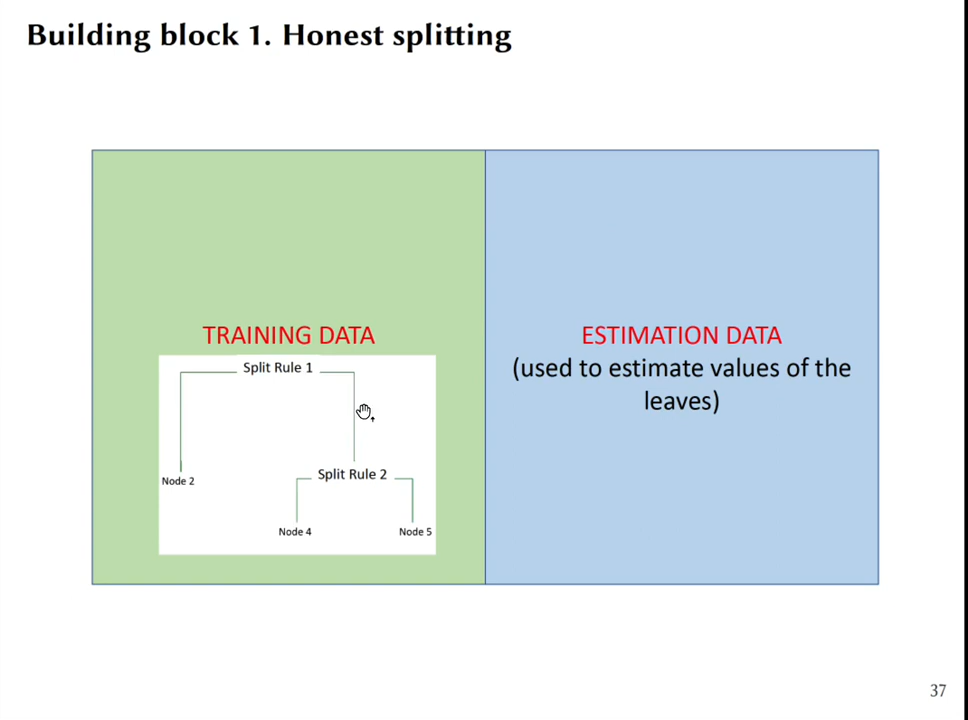 Building block 1. Honest splitting
TRAINING DATA
Split Rule 1
Split Rule 2
Node 2
Node 4
Node 5
ESTIMATION DATA
(used to estimate values of the
leaves)
37